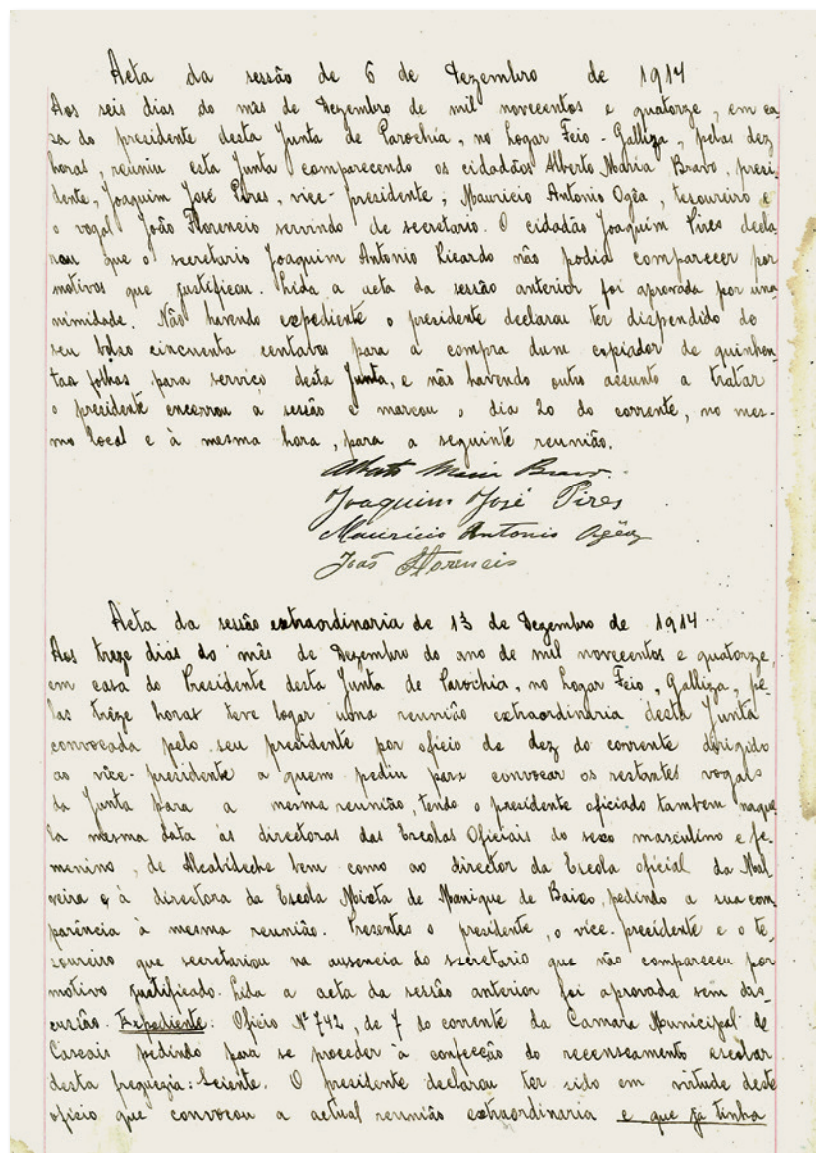 Acta da sessão de 6 de Dezembro de 1914
Aos seis dias do mas de Dezembro de mil novecentos e quatorze, em ca-
sa do presidente desta Junta de Parochia, no logar Feio - Galliza, pelas dez
horas, reuniu esta Junta comparecendo os cidadãos Alberto Maria Bravo, presi-
dente, Joaquim José Pires, vice-presidente, Mauricio Antonio Ogêa, tesoureiro e
o vogal João Florencio servindo de secretario. O cidadão Joaquim Pires decla-
rou que o secretario Joaquim Antonio Ricardo não podia comparecer por
motivos que justificou. Lida a acta da sessão anterior foi aprovada por una-
nimidade. Não havendo expediente o presidente declarou ter dispendido do
seu bolso cincuenta centabos para a compra dum copiador de quinhen-
tas folhas para serviço desta Junta, e não havendo outro assunto a tratar
o presidente encerrou a sessão e marcou o dia 20 do corrente, no mes-
mo local e à mesma hora, para a seguinte reunião.
Alberto Maria Bravo
Joaquim José Pires
Mauricio Antonio Ogêa
João Florencio
Acta da sessão extraordinaria de 13 de Dezembro de 1914
Aos treze dias do mês de Dezembro do ano de mil novecentos e quatorze,
em casa do Presidente desta Junta de Parochia, no logar Feio, Galliza, pe-
las trêze horas teve logar uma reunião extraordinaria desta Junta
convocada pelo seu presidente por oficio de dez do corrente dirigido
ao vice-presidente a quem pediu para convocar os restantes vogais
da Junta para a mesma reunião, tendo o presidente oficiado tambem naque-
la mesma data às directoras das Escolas Oficiais do sexo masculino e fe-
menino, de Alcabideche bem como ao director da Escola oficial da Mal-
veira e à directora da Escola Mixta de Manique de Baixo, pedindo a sua com-
parência à mesma reunião. Presentes o presidente, o vice-presidente e o te-
soureiro que secretariou na ausencia do secretario que não compareceu por
motivo justificado. Lida a acta da sessão anterior foi aprovada sem dis-
cussão. Expediente: Oficio Nº 742, de 7 do corrente da Camara Municipal de
Cascais pedindo para se proceder à confecção do recenseamento escolar
desta freguezia: Sciente. O presidente declarou ter sido em virtude deste
ofício que convocou a actual reunião extraordinaria e que já tinha